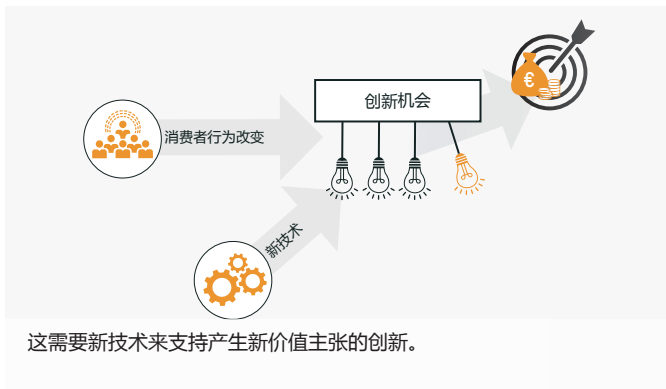 创新机会
€
消费者行为改变
新技术
这需要新技术来支持产生新价值主张的创新。